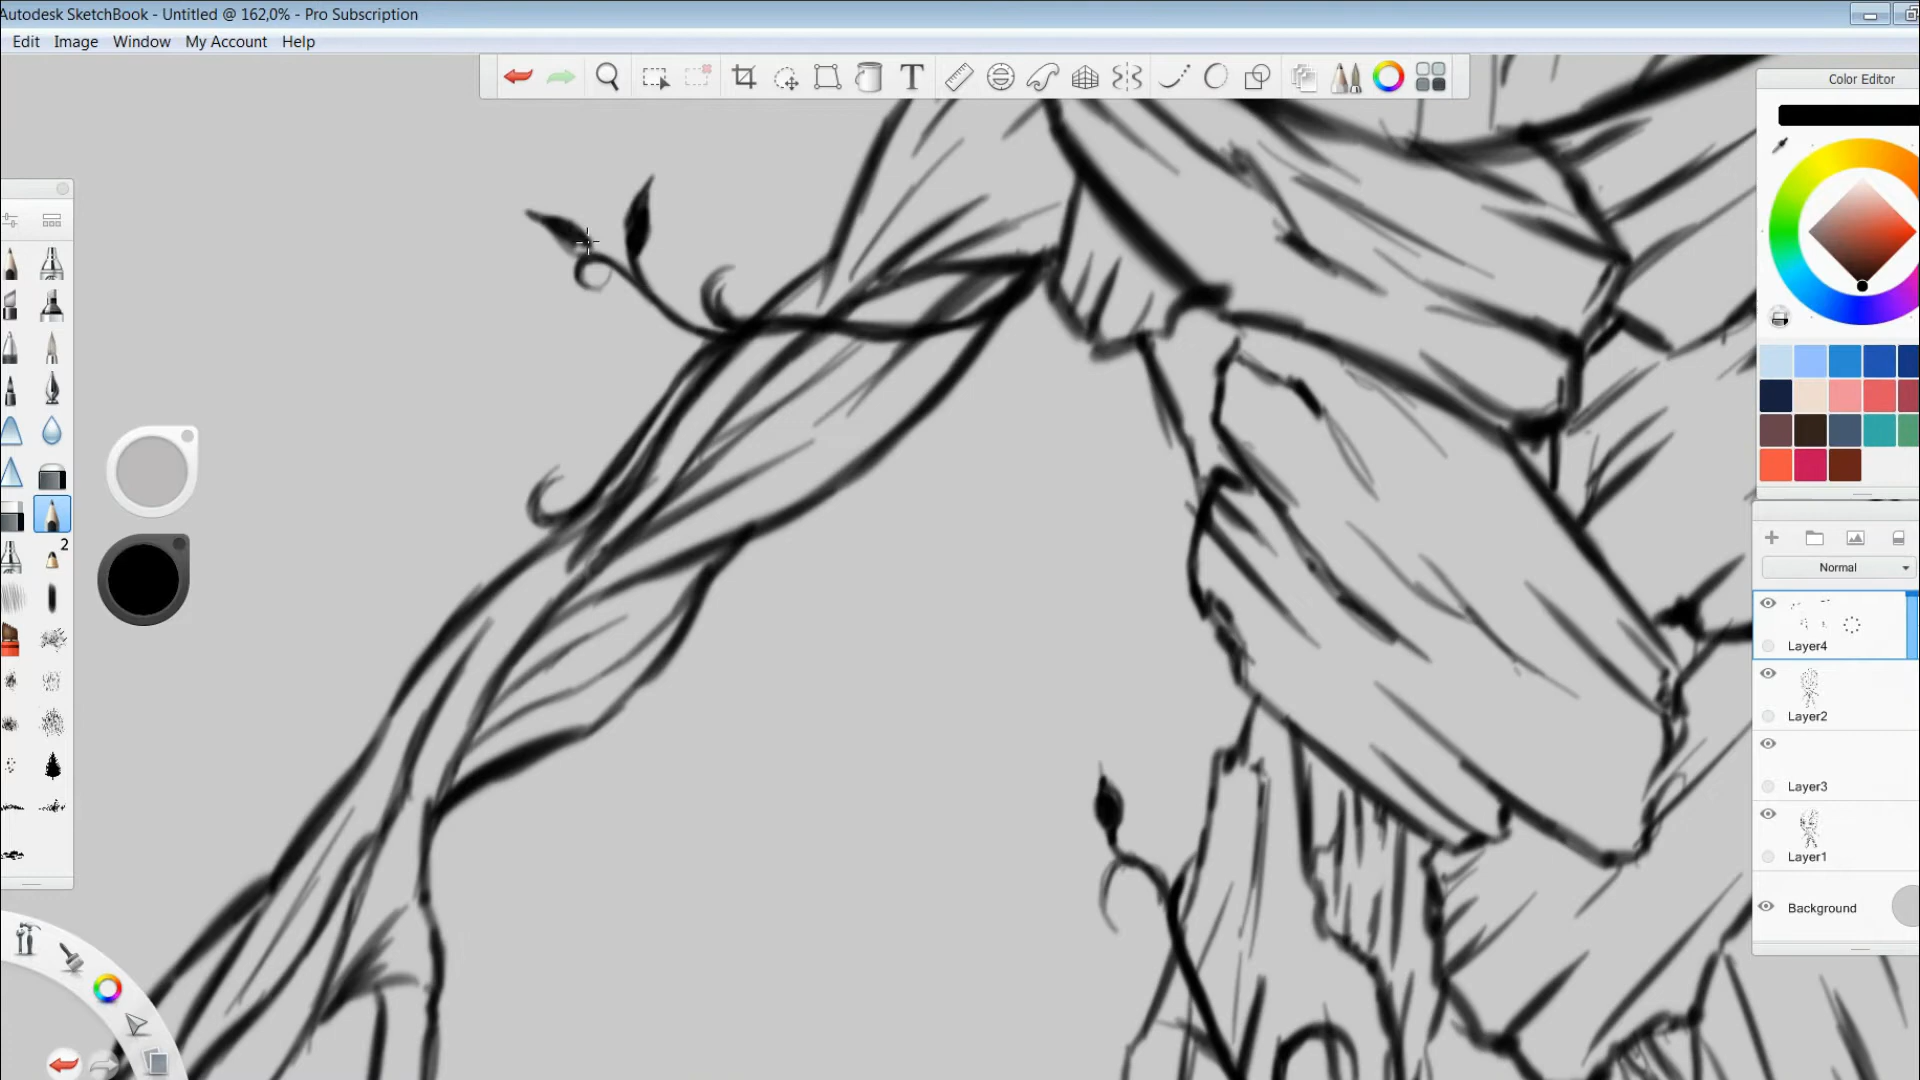 Autodesk SketchBook - Untitled @ 162,0% - Pro Subscription
Edit Image Window My Account Help
T
Color Editor
2
Normal
Layer4
Layer2
Layer3
Layer1
Background